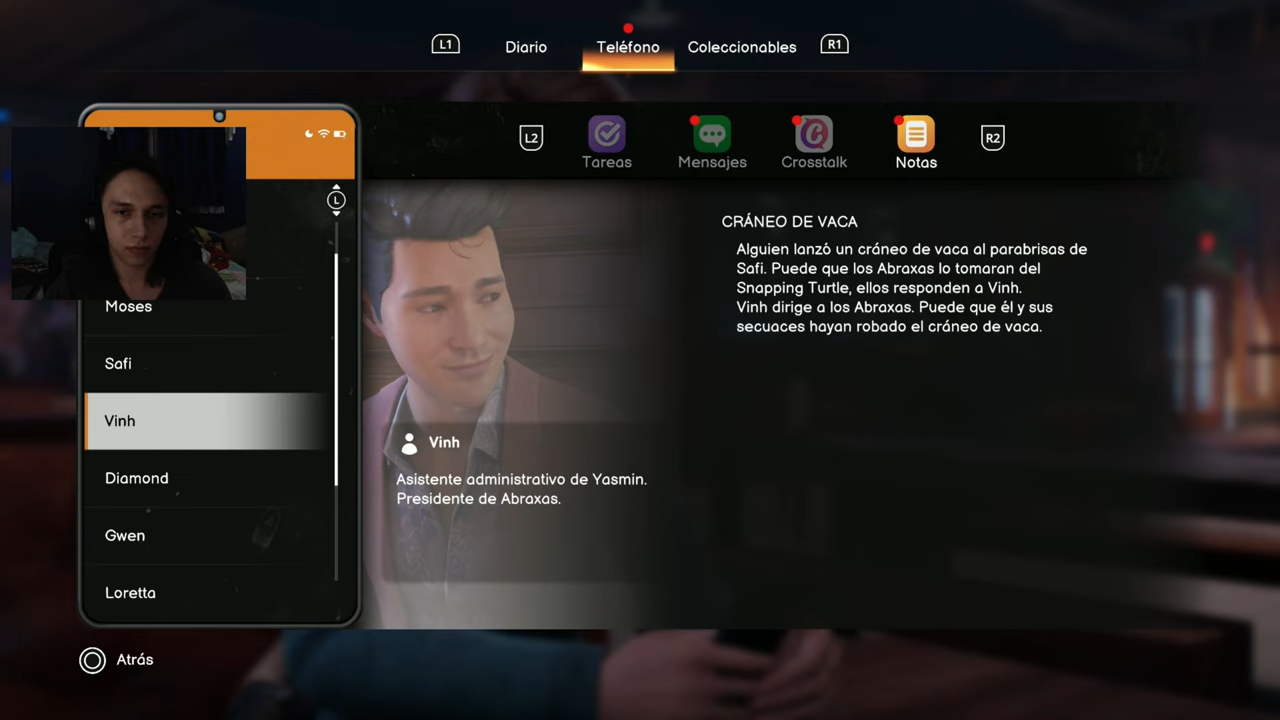 L1
Diario
Teléfono
Coleccionables
R1
L2
Tareas
Mensajes
Crosstalk
Notas
R2
L
Moses
Safi
Vinh
Diamond
Gwen
Loretta
Vinh
Asistente administrativo de Yasmin.
Presidente de Abraxas.
CRÁNEO DE VACA
Alguien lanzó un cráneo de vaca al parabrisas de
Safi. Puede que los Abraxas lo tomaran del
Snapping Turtle, ellos responden a Vinh.
Vinh dirige a los Abraxas. Puede que él y sus
secuaces hayan robado el cráneo de vaca.
Atrás